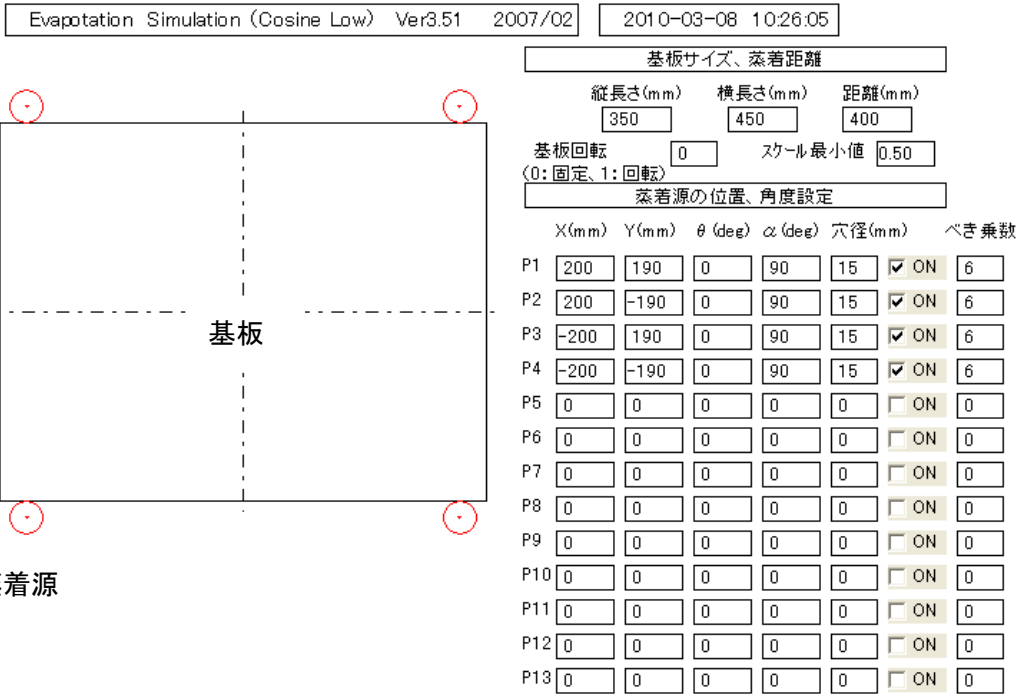 Evapotation Simulation (Cosine Low) Ver3.51 2007/02 2010-03-08 10:26:05
基板サイズ、蒸着距離
縦長さ(mm) 横長さ(mm) 距離(mm)
350 450 400
基板回転 0 スケール最小値 0.50
(0:固定、1:回転)
蒸着源の位置、角度設定
X(mm) Y(mm) θ(deg) α(deg) 穴径(mm) べき乗数
P1 200 190 0 90 15 ON 6
P2 200 -190 0 90 15 ON 6
P3 -200 190 0 90 15 ON 6
P4 -200 -190 0 90 15 ON 6
P5 0 0 0 0 0 ON 0
P6 0 0 0 0 0 ON 0
P7 0 0 0 0 0 ON 0
P8 0 0 0 0 0 ON 0
P9 0 0 0 0 0 ON 0
P10 0 0 0 0 0 ON 0
P11 0 0 0 0 0 ON 0
P12 0 0 0 0 0 ON 0
P13 0 0 0 0 0 ON 0
基板
着源